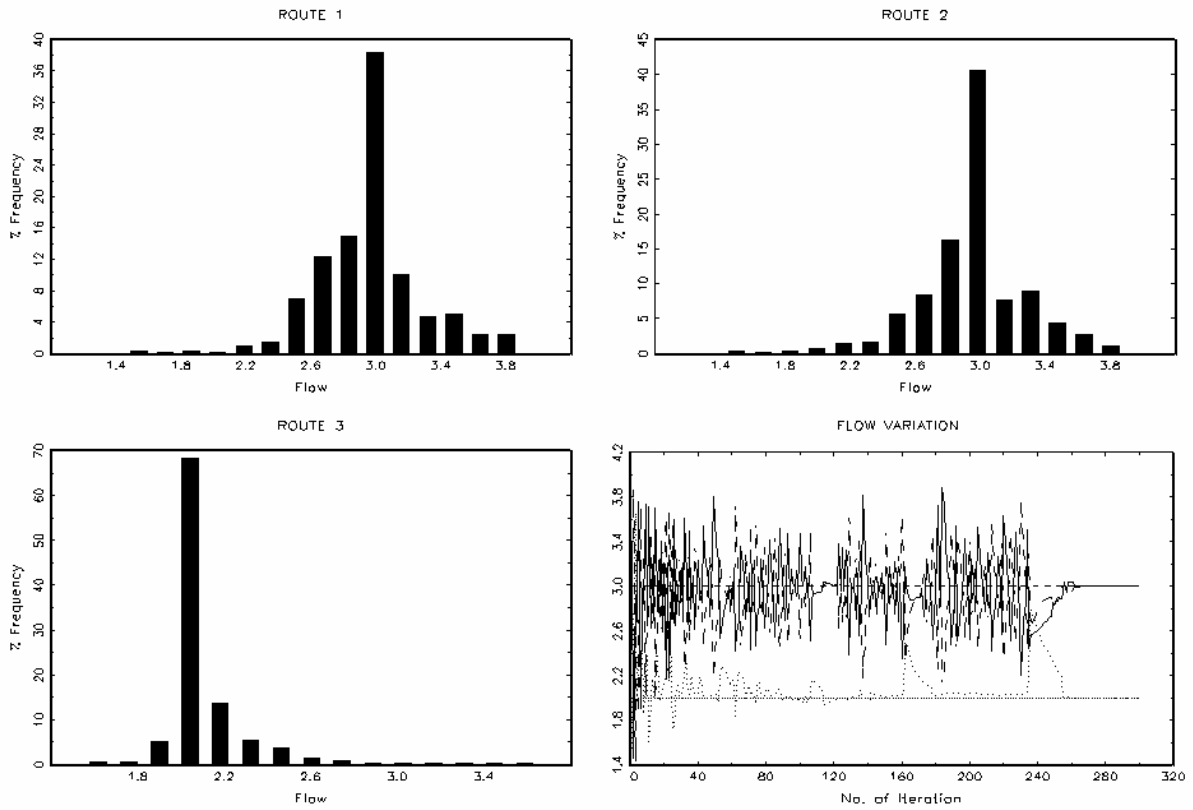 ROUTE 1
40
36
32
28
24
20
16
12
8
4
0
% Frequency
1.4 1.8 2.2 2.6 3.0 3.4 3.8
Flow
ROUTE 2
45
40
35
30
25
20
15
10
5
0
% Frequency
1.4 1.8 2.2 2.6 3.0 3.4 3.8
Flow
ROUTE 3
70
60
50
40
30
20
10
0
% Frequency
1.8 2.2 2.6 3.0 3.4
Flow
FLOW VARIATION
4.2
3.8
3.4
3.0
2.6
2.2
1.8
1.4
0 40 80 120 160 200 240 280 320
No. of Iteration